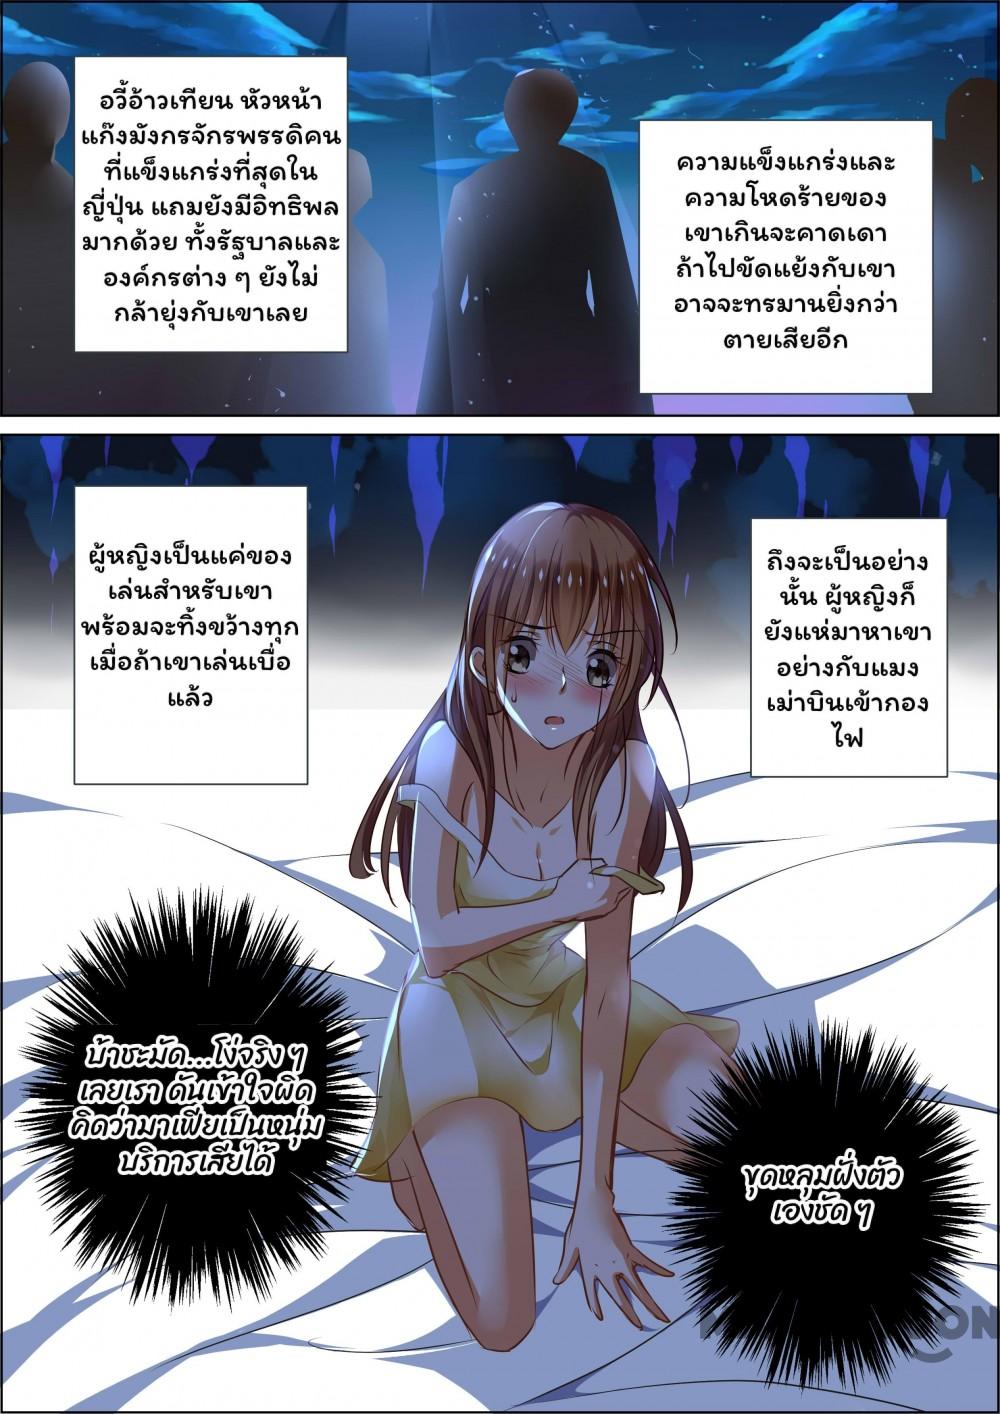 อวี้อ้าวเทียน หัวหน้า
แก๊งมังกรจักรพรรดิคน
ที่แข็งแกร่งที่สุดใน
ญี่ปุ่น แถมยังมีอิทธิพล
มากด้วย ทั้งรัฐบาลและ
องค์กรต่าง ๆ ยังไม่
กล้ายุ่งกับเขาเลย
ความแข็งแกร่งและ
ความโหดร้ายของ
เขาเกินจะคาดเดา
ถ้าไปขัดแย้งกับเขา
อาจจะทรมานยิ่งกว่า
ตายเสียอีก
ผู้หญิงเป็นแค่ของ
เล่นสำหรับเขา
พร้อมจะทิ้งขว้างทุก
เมื่อถ้าเขาเล่นเบื่อ
แล้ว
ถึงจะเป็นอย่าง
นั้น ผู้หญิงก็
ยังแห่มาหาเขา
อย่างกับแมง
เม่าบินเข้ากอง
ไฟ
บ้าชะมัด...โง่จริง ๆ
เลยเรา ดันเข้าใจผิด
คิดว่ามาเฟียเป็นหนุ่ม
บริการเสียได้
ขุดหลุมฝั่งตัว
เองชัด ๆ